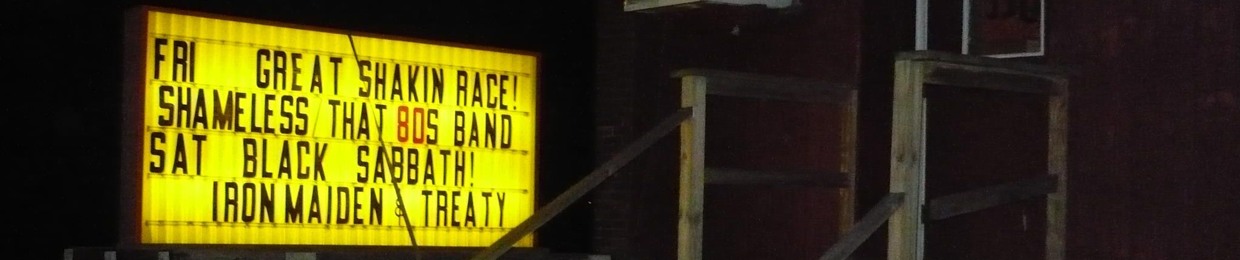 FRI GREAT SHAKIN RACE!
SHAMELESS THAT 80S BAND
SAT BLACK SABBATH!
IRON MAIDEN & TREATY